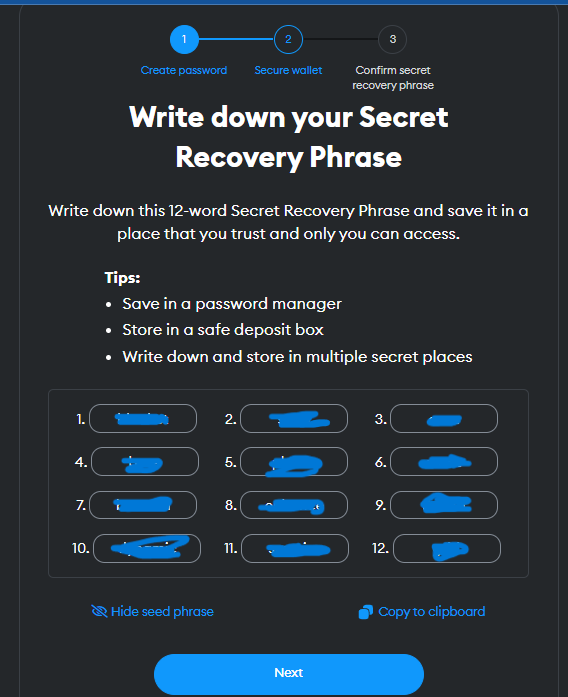 1 2 3
Create password Secure wallet Confirm secret
recovery phrase
Write down your Secret
Recovery Phrase
Write down this 12-word Secret Recovery Phrase and save it in a
place that you trust and only you can access.
Tips:
• Save in a password manager
• Store in a safe deposit box
• Write down and store in multiple secret places
1. 2. 3.
4. 5. 6.
7. 8. 9.
10. 11. 12.
Hide seed phrase Copy to clipboard
Next